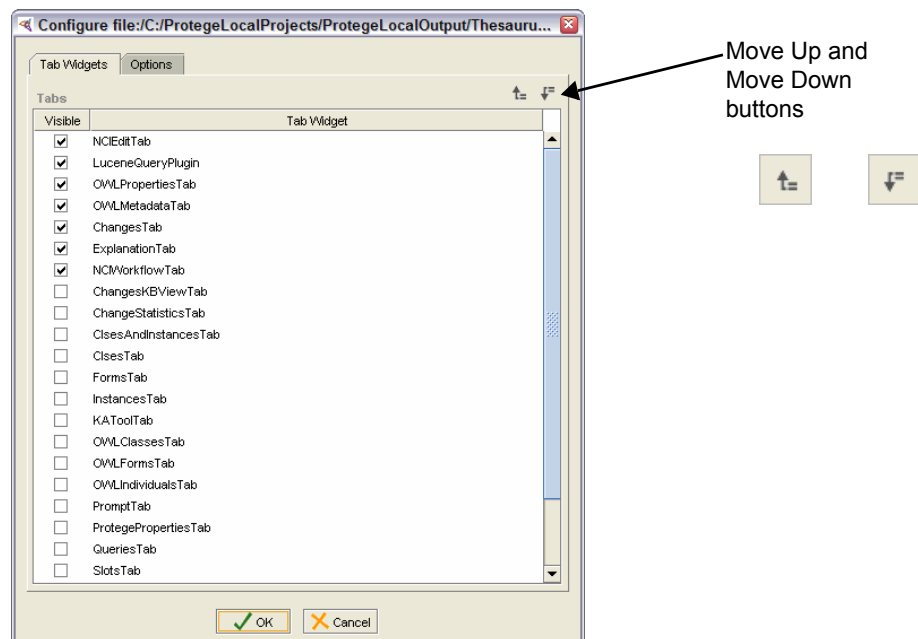 Configure file:/C:/ProtegeLocalProjects/ProtegeLocalOutput/Thesauru...
Tab Widgets Options
Tabs
Visible Tab Widget
NCIEditTab
LuceneQueryPlugin
OWLPropertiesTab
OWLMetadataTab
ChangesTab
ExplanationTab
NCIWorkflowTab
ChangesKBViewTab
ChangeStatisticsTab
ClsesAndInstancesTab
ClsesTab
FormsTab
InstancesTab
KAToolTab
OWLClassesTab
OWLFormsTab
OWLIndividualsTab
PromptTab
ProtegePropertiesTab
QueriesTab
SlotsTab
OK Cancel
Move Up and
Move Down
buttons